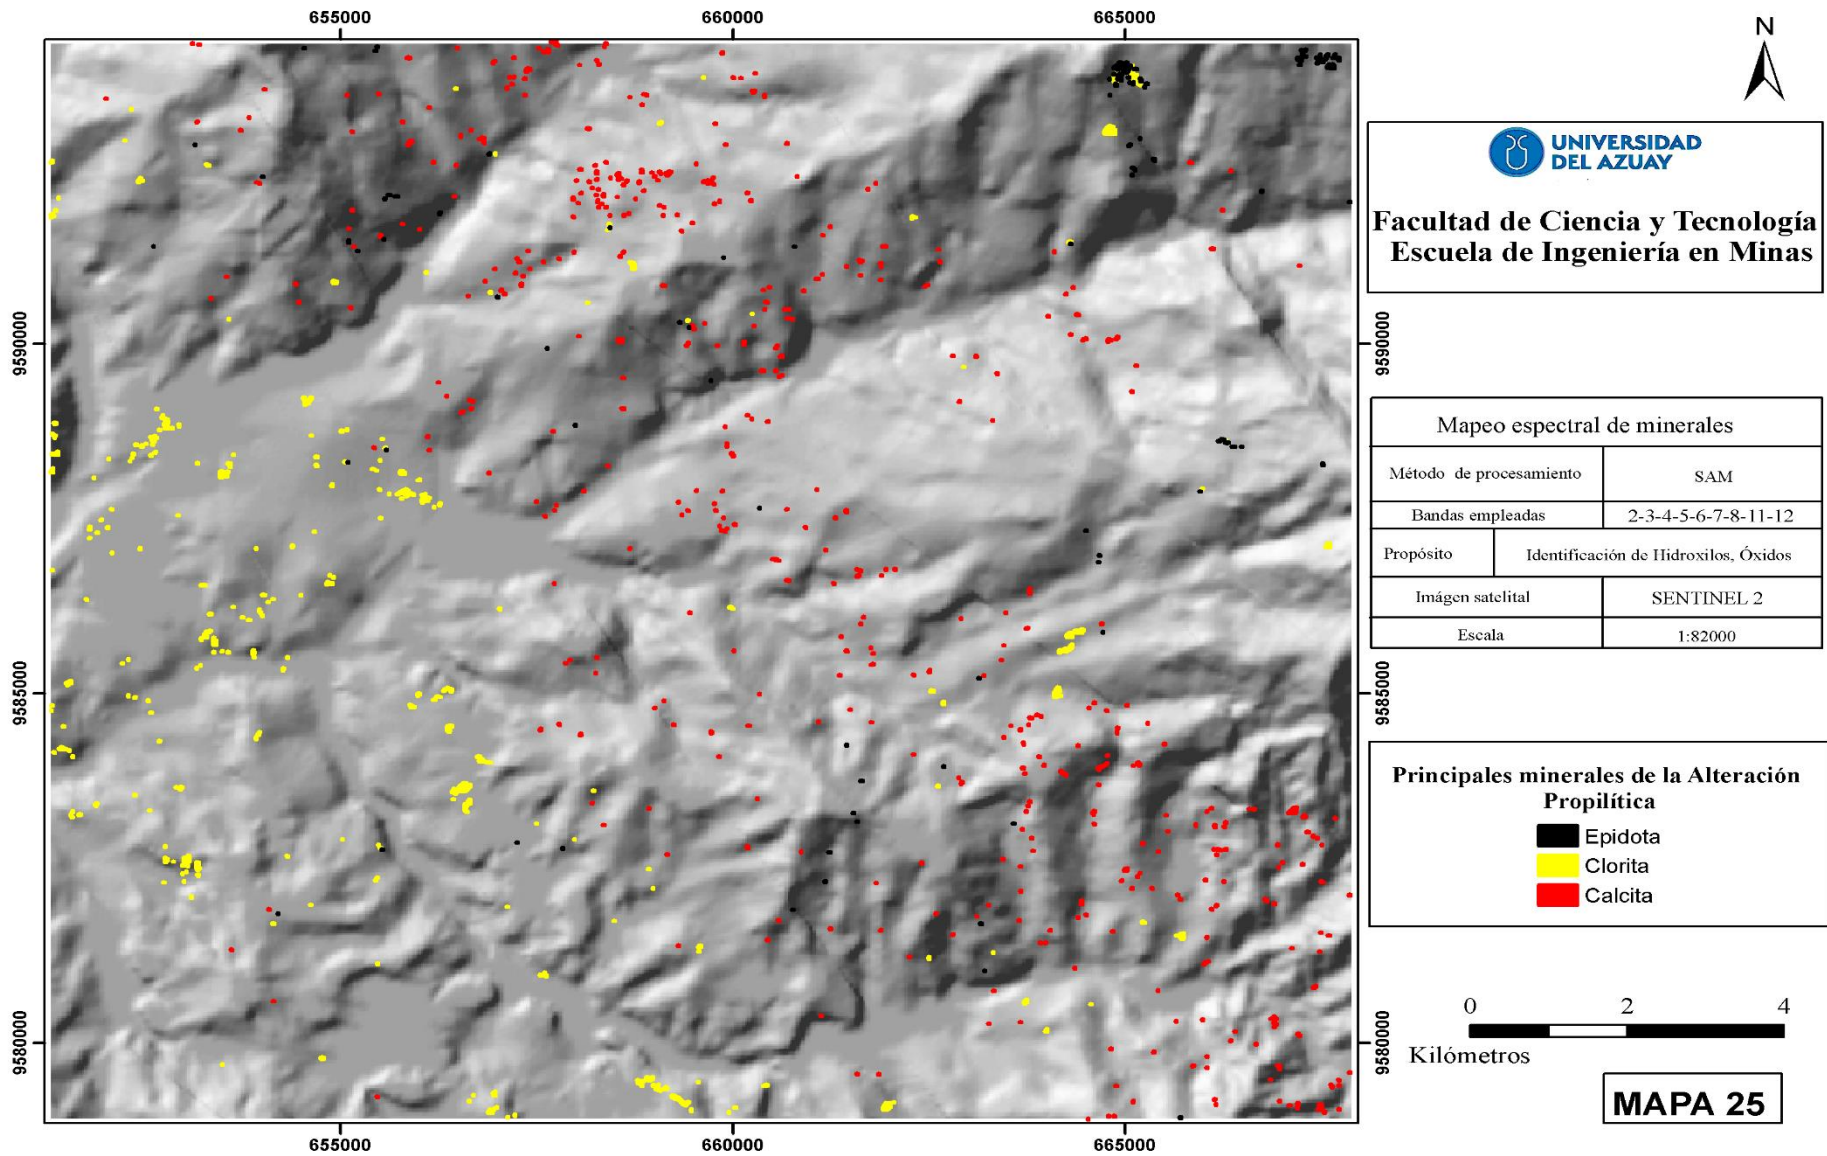 655000
660000
665000
N
9590000
9585000
9580000
9590000
9585000
9580000
655000
660000
665000
UNIVERSIDAD
DEL AZUAY
Facultad de Ciencia y Tecnología
Escuela de Ingeniería en Minas
Mapeo espectral de minerales
Método de procesamiento SAM
Bandas empleadas 2-3-4-5-6-7-8-11-12
Propósito Identificación de Hidroxilos, Óxidos
Imágen satelital SENTINEL 2
Escala 1:82000
Principales minerales de la Alteración
Propilítica
Epidota
Clorita
Calcita
0 2 4
Kilómetros
MAPA 25